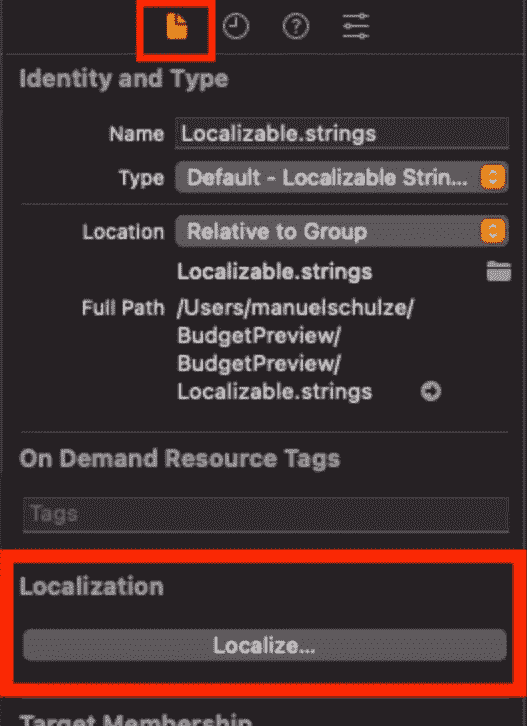 Identity and Type
Name Localizable.strings
Type Default - Localizable Strin...
Location Relative to Group
Localizable.strings
Full Path /Users/manuelschulze/
BudgetPreview/
BudgetPreview/
Localizable.strings
On Demand Resource Tags
Tags
Localization
Localize...
Target Membership